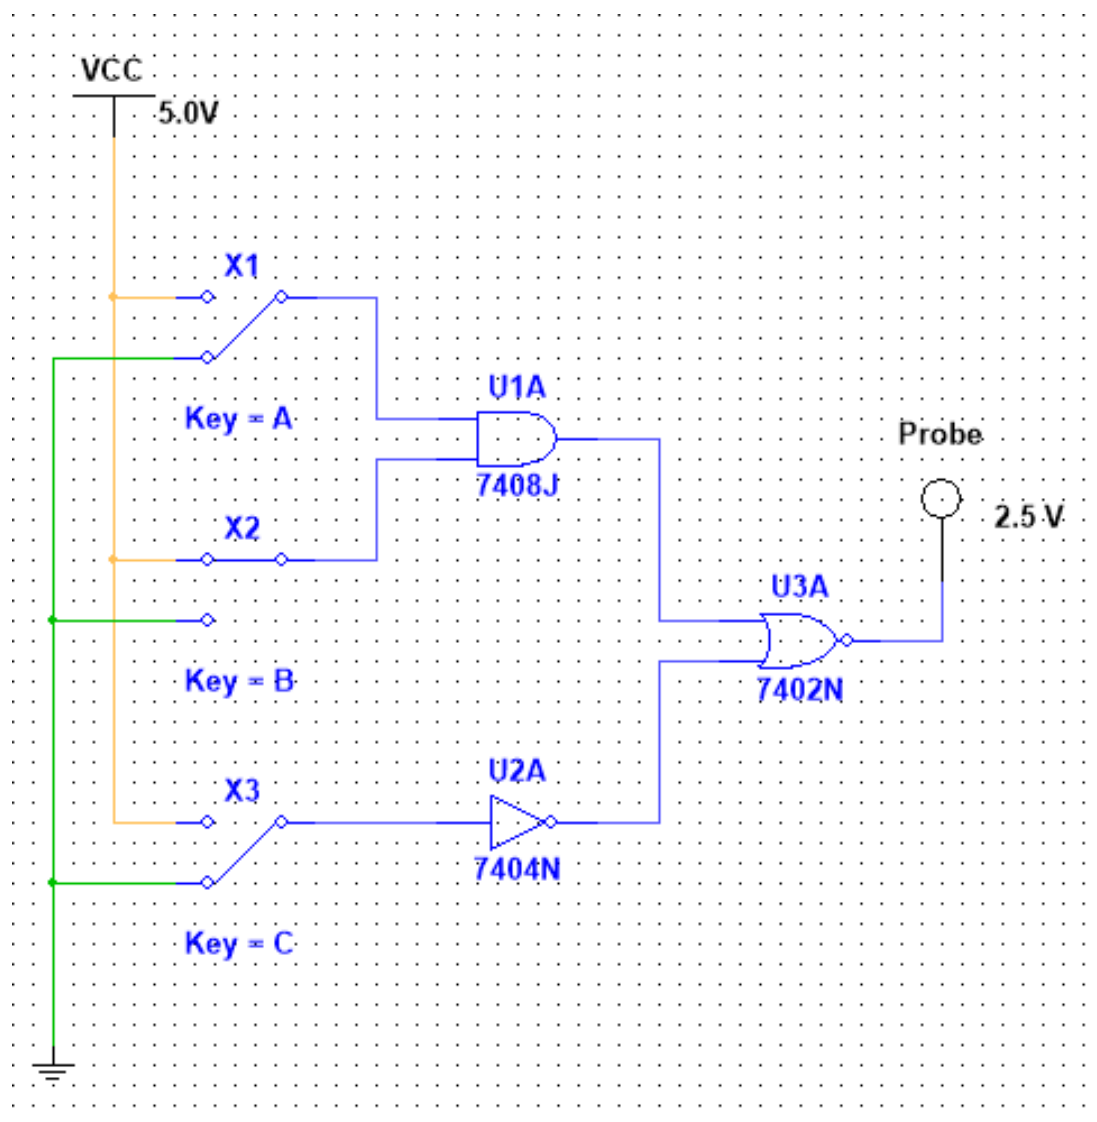 VCC
5.0V
X1
Key = A
U1A
7408J
Probe
2.5 V
X2
U3A
7402N
Key = B
U2A
X3
7404N
Key = C